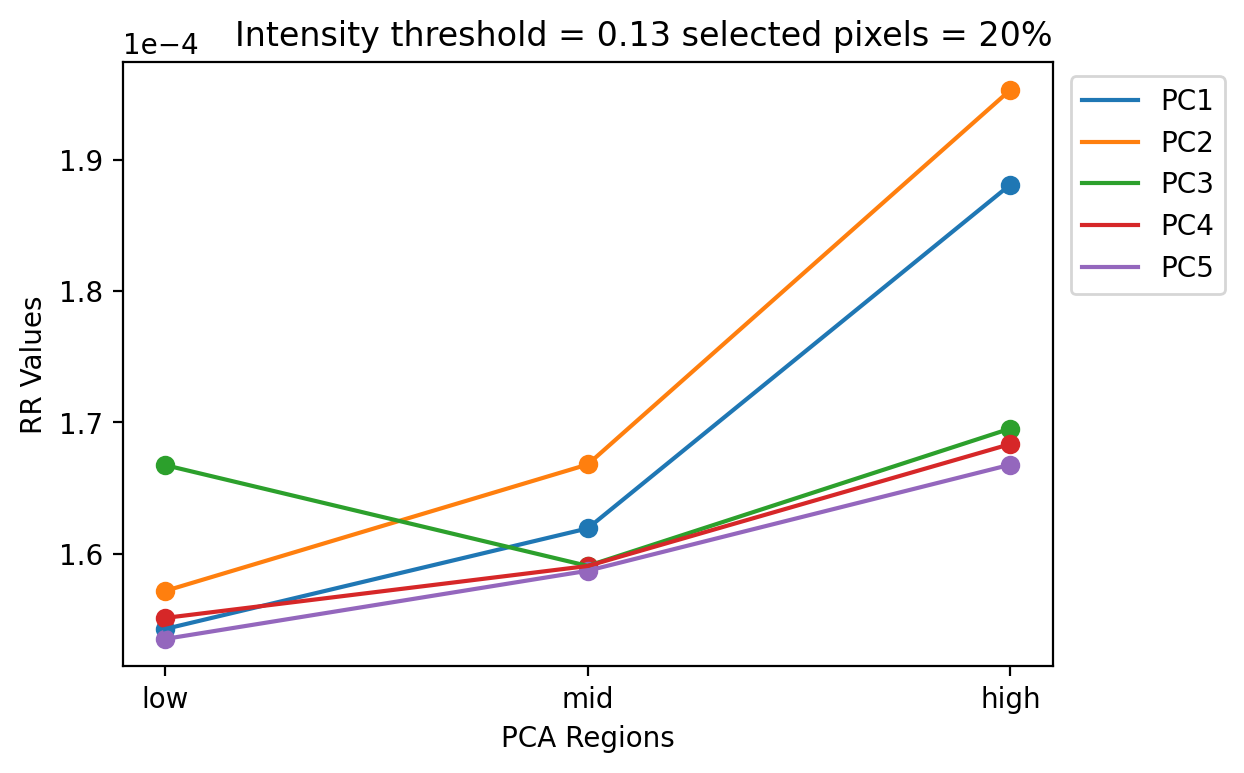 1e−4
Intensity threshold = 0.13 selected pixels = 20%
PC1
PC2
PC3
PC4
PC5
1.9
1.8
1.7
1.6
RR Values
low
mid
high
PCA Regions